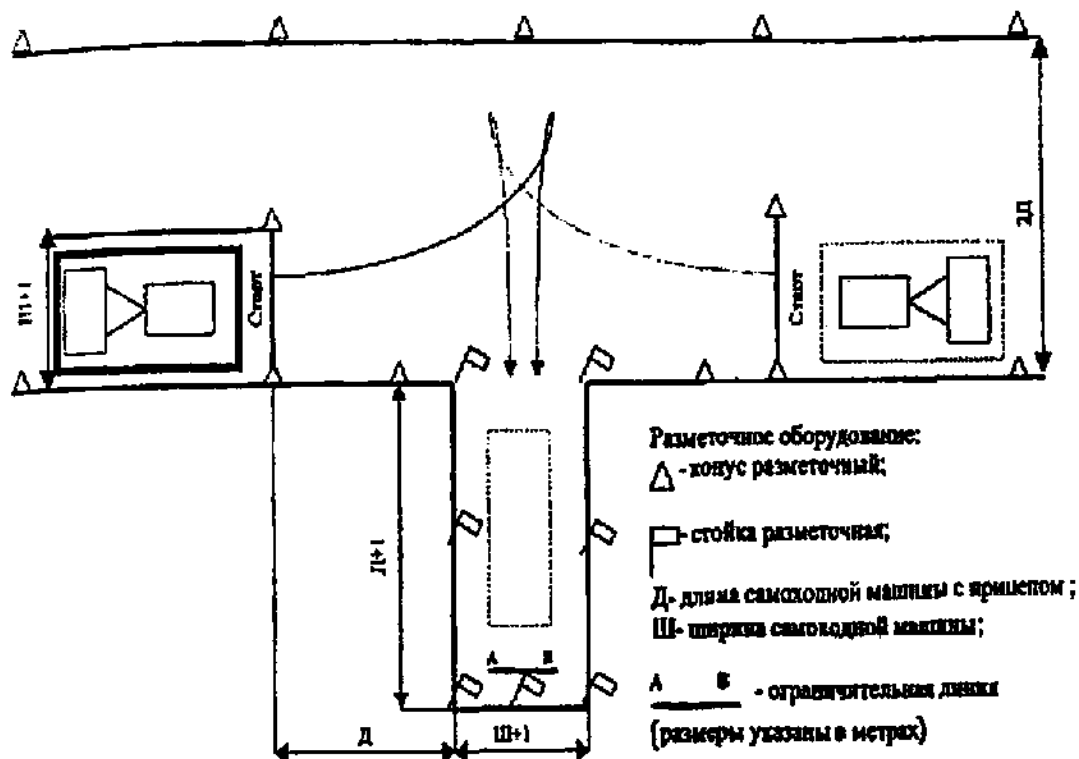 2Д
Ш+1
Старт
Старт
Разметочное оборудование:
- конус разметочный;
- стойка разметочная;
Д+1
Д- длина самоходной машины с прицепом ;
Ш- ширина самоходной машины;
А В
А В - ограничительная линия
(размеры указаны в метрах)
Д
Ш+1